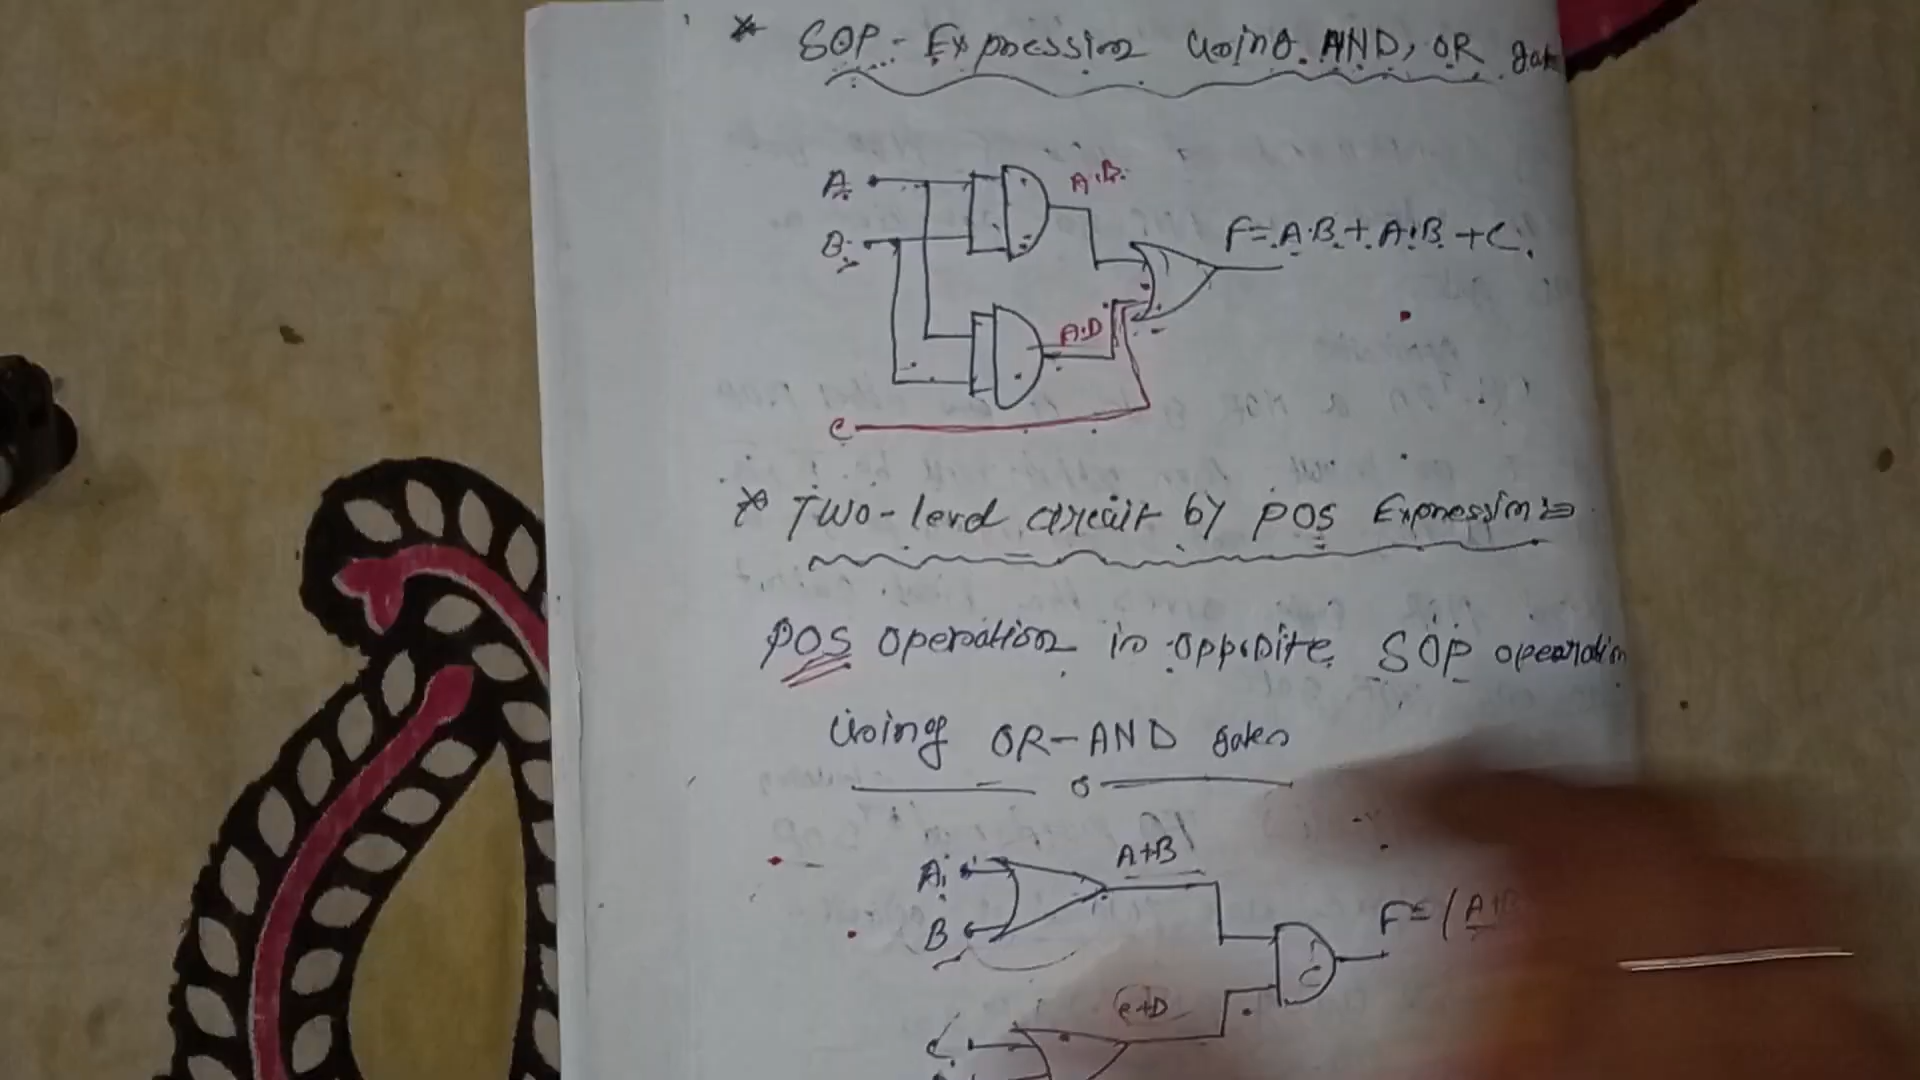 * SOP - Expression using AND, OR gate
A
A.B.
B
F = A.B + A.B + C.
A.D
C
* Two-level circuit by POS Expression
POS operation is opposite SOP operation
Using OR-AND gates
A
A+B
B
F = (A+B
C+D
C